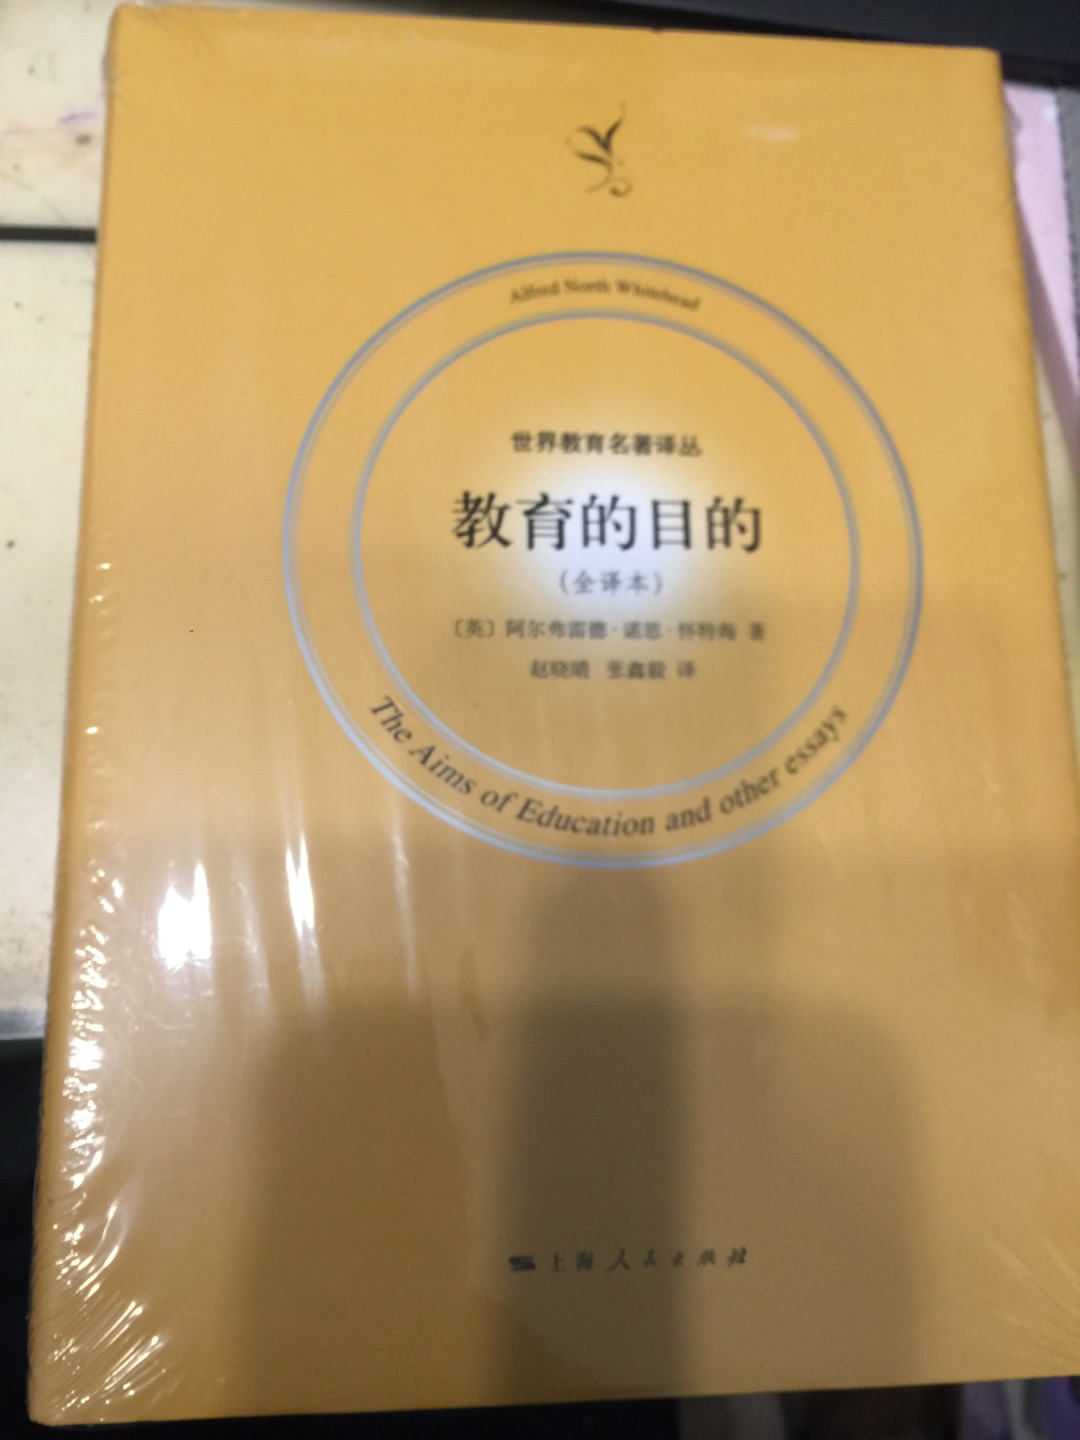 Alfred North Whitehead
世界教育名著译丛
教育的目的
(全译本)
〔英〕阿尔弗雷德·诺思·怀特海 著
赵晓晴 张鑫毅 译
The Aims of Education and other essays
上海人民出版社